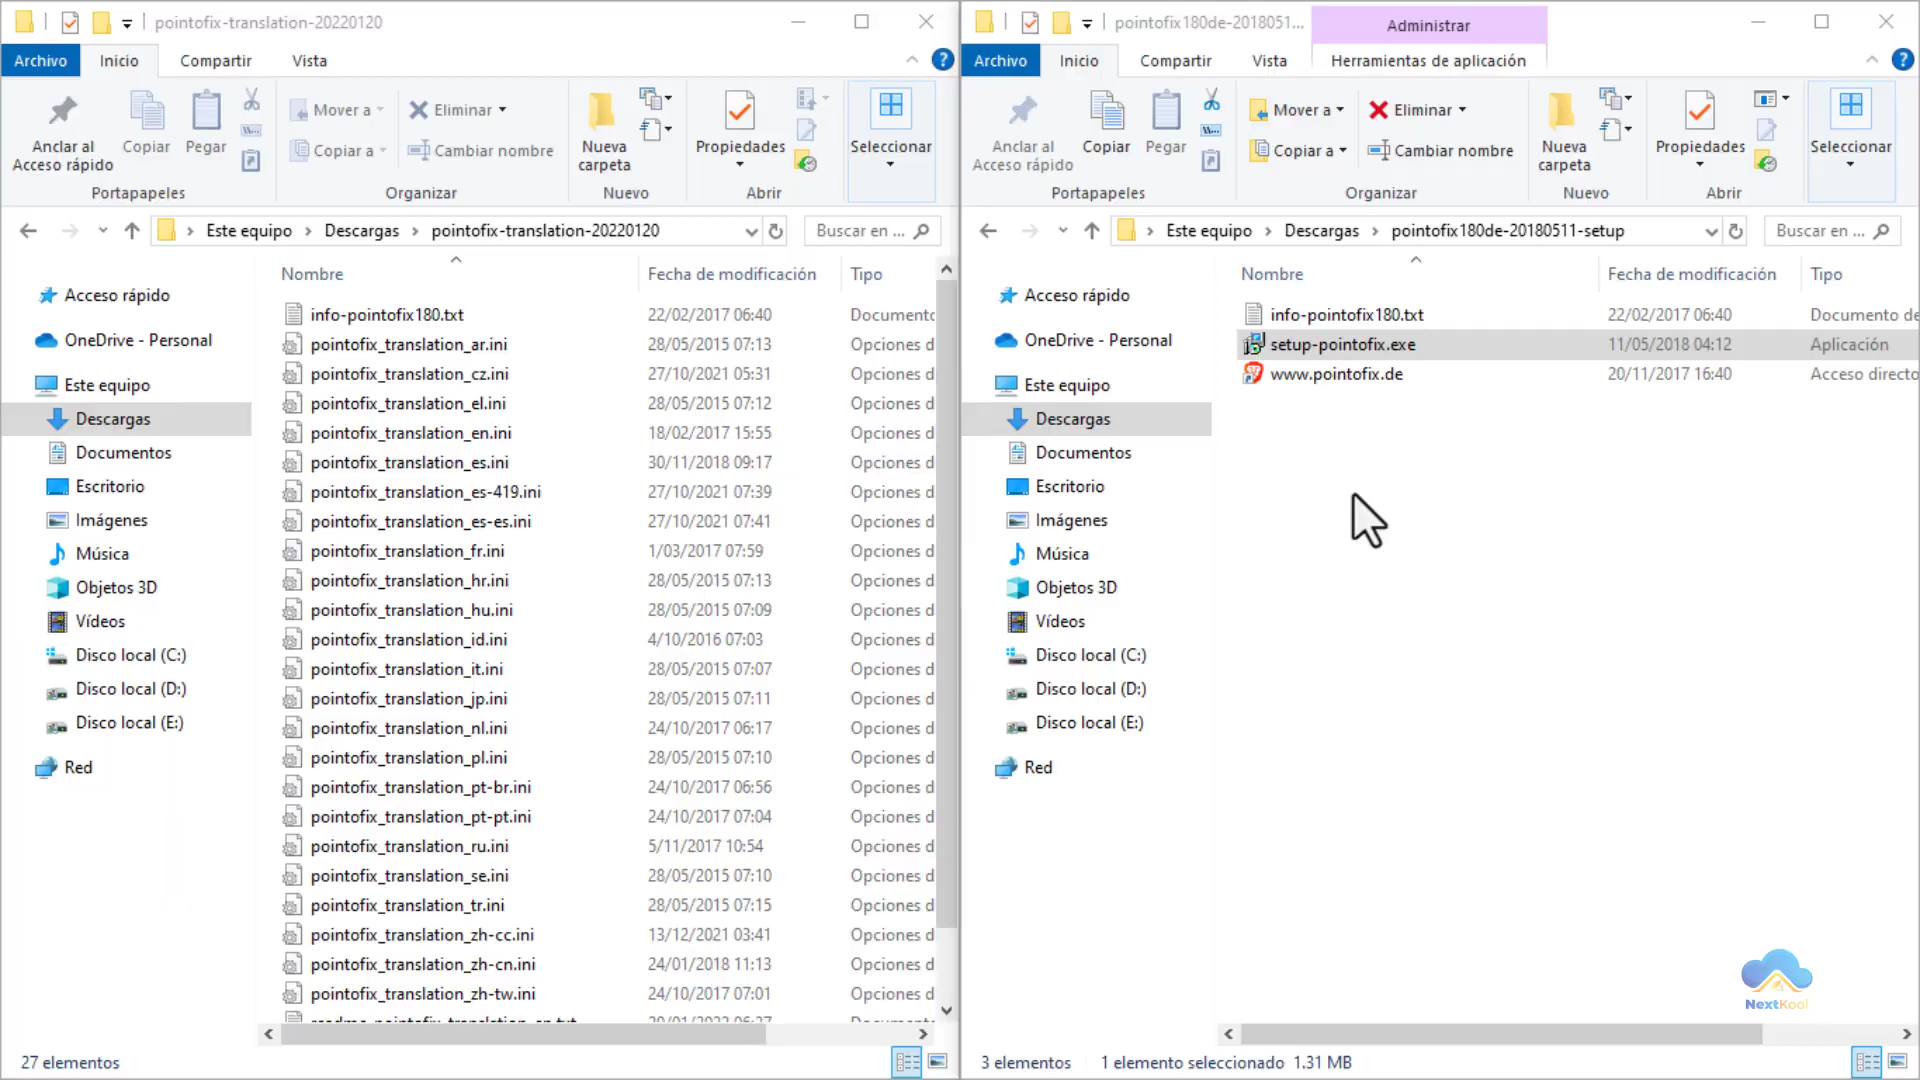 pointofix-translation-20220120
Archivo
Inicio
Compartir
Vista
Anclar al
Acceso rápido
Copiar
Pegar
Mover a
Copiar a
Eliminar
Cambiar nombre
Nueva
carpeta
Propiedades
Seleccionar
Portapapeles
Organizar
Nuevo
Abrir
Este equipo > Descargas > pointofix-translation-20220120
Buscar en ...
Nombre
Fecha de modificación
Tipo
Acceso rápido
OneDrive - Personal
Este equipo
Descargas
Documentos
Escritorio
Imágenes
Música
Objetos 3D
Vídeos
Disco local (C:)
Disco local (D:)
Disco local (E:)
Red
info-pointofix180.txt 22/02/2017 06:40 Documento
pointofix_translation_ar.ini 28/05/2015 07:13 Opciones d
pointofix_translation_cz.ini 27/10/2021 05:31 Opciones d
pointofix_translation_el.ini 28/05/2015 07:12 Opciones d
pointofix_translation_en.ini 18/02/2017 15:55 Opciones d
pointofix_translation_es.ini 30/11/2018 09:17 Opciones d
pointofix_translation_es-419.ini 27/10/2021 07:39 Opciones d
pointofix_translation_es-es.ini 27/10/2021 07:41 Opciones d
pointofix_translation_fr.ini 1/03/2017 07:59 Opciones d
pointofix_translation_hr.ini 28/05/2015 07:13 Opciones d
pointofix_translation_hu.ini 28/05/2015 07:09 Opciones d
pointofix_translation_id.ini 4/10/2016 07:03 Opciones d
pointofix_translation_it.ini 28/05/2015 07:07 Opciones d
pointofix_translation_jp.ini 28/05/2015 07:11 Opciones d
pointofix_translation_nl.ini 24/10/2017 06:17 Opciones d
pointofix_translation_pl.ini 28/05/2015 07:10 Opciones d
pointofix_translation_pt-br.ini 24/10/2017 06:56 Opciones d
pointofix_translation_pt-pt.ini 24/10/2017 07:04 Opciones d
pointofix_translation_ru.ini 5/11/2017 10:54 Opciones d
pointofix_translation_se.ini 28/05/2015 07:10 Opciones d
pointofix_translation_tr.ini 28/05/2015 07:15 Opciones d
pointofix_translation_zh-cc.ini 13/12/2021 03:41 Opciones d
pointofix_translation_zh-cn.ini 24/01/2018 11:13 Opciones d
pointofix_translation_zh-tw.ini 24/10/2017 07:01 Opciones d
27 elementos
pointofix180de-2018051...
Administrar
Archivo
Inicio
Compartir
Vista
Herramientas de aplicación
Anclar al
Acceso rápido
Copiar
Pegar
Mover a
Copiar a
Eliminar
Cambiar nombre
Nueva
carpeta
Propiedades
Seleccionar
Portapapeles
Organizar
Nuevo
Abrir
Este equipo > Descargas > pointofix180de-20180511-setup
Buscar en ...
Nombre
Fecha de modificación
Tipo
Acceso rápido
OneDrive - Personal
Este equipo
Descargas
Documentos
Escritorio
Imágenes
Música
Objetos 3D
Vídeos
Disco local (C:)
Disco local (D:)
Disco local (E:)
Red
info-pointofix180.txt 22/02/2017 06:40 Documento de
setup-pointofix.exe 11/05/2018 04:12 Aplicación
www.pointofix.de 20/11/2017 16:40 Acceso directo
NextKool
3 elementos
1 elemento seleccionado 1.31 MB